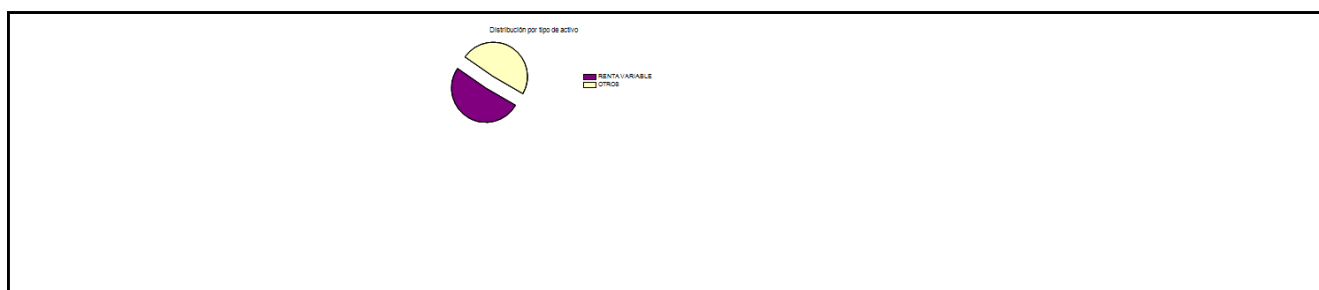 Distribución por tipo de activo
RENTA VARIABLE
OTROS